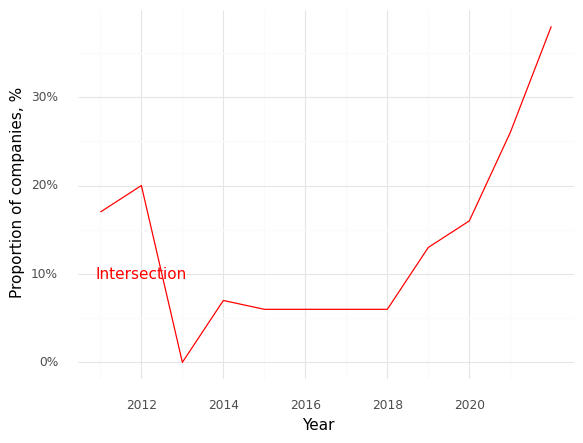 Proportion of companies, %
30%
20%
10%
0%
Intersection
2012 2014 2016 2018 2020
Year